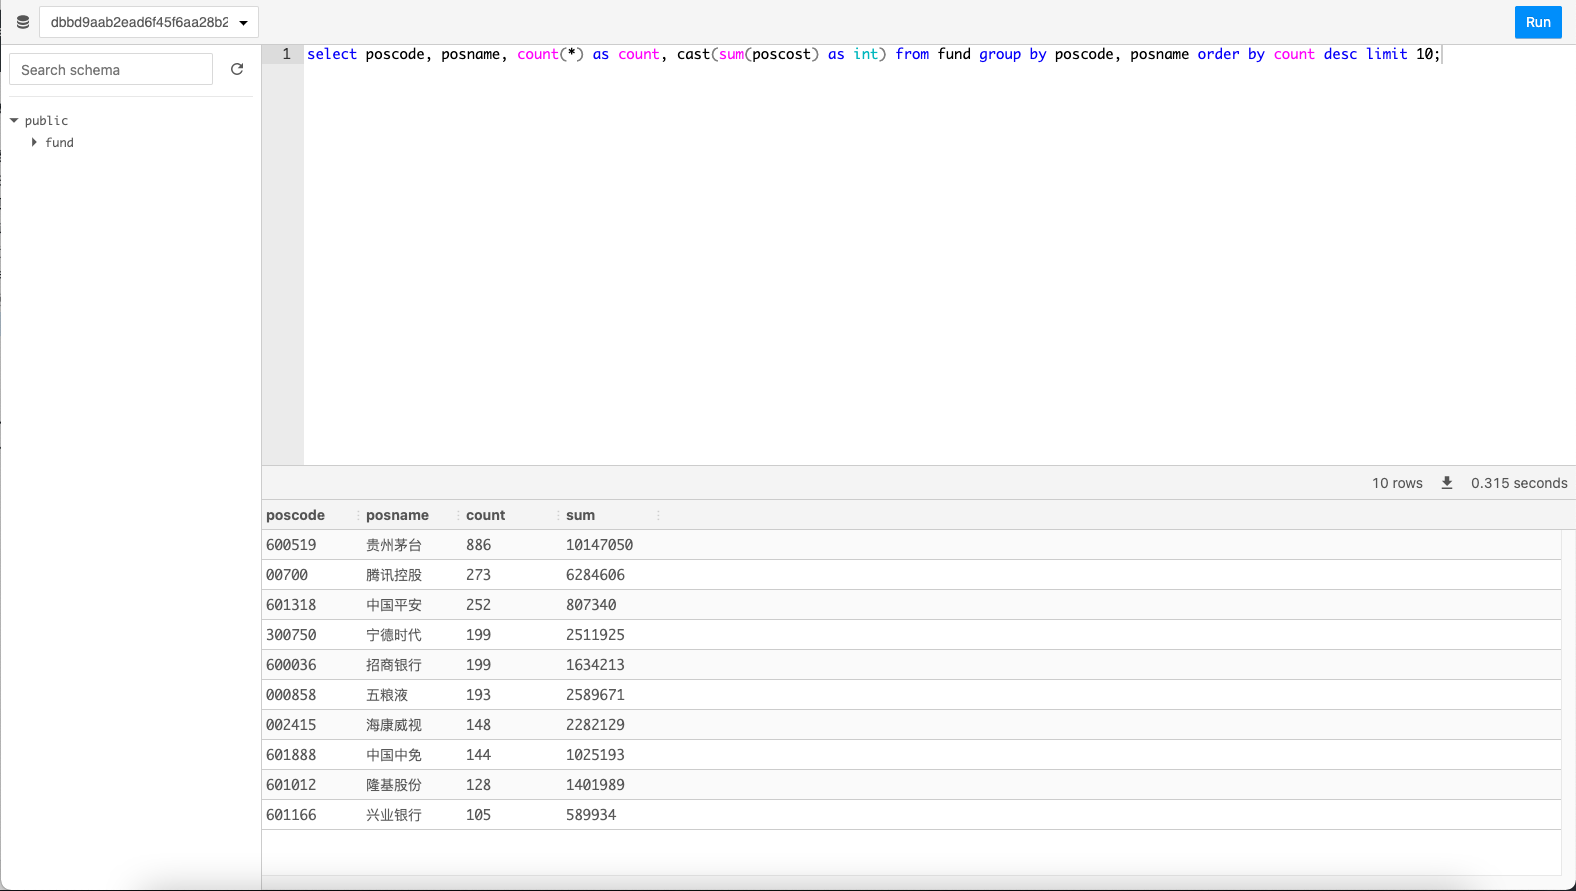 dbbd9aab2ead6f45f6aa28b2
Run
Search schema
public
fund
1 select poscode, posname, count(*) as count, cast(sum(poscost) as int) from fund group by poscode, posname order by count desc limit 10;
10 rows 0.315 seconds
poscode posname count sum
600519 贵州茅台 886 10147050
00700 腾讯控股 273 6284606
601318 中国平安 252 807340
300750 宁德时代 199 2511925
600036 招商银行 199 1634213
000858 五粮液 193 2589671
002415 海康威视 148 2282129
601888 中国中免 144 1025193
601012 隆基股份 128 1401989
601166 兴业银行 105 589934